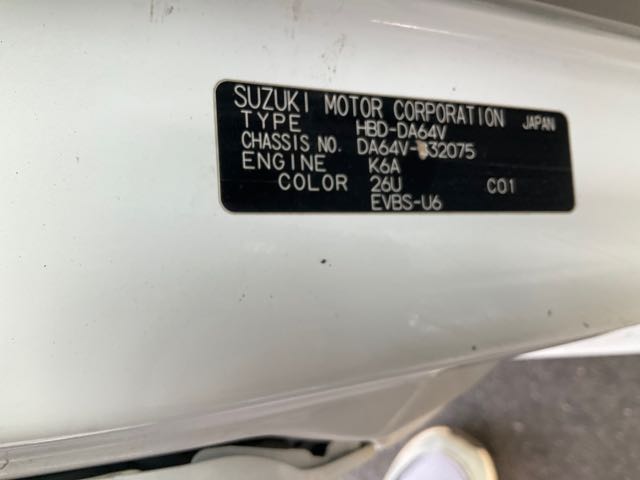 SUZUKI MOTOR CORPORATION JAPAN
TYPE HBD-DA64V
CHASSIS NO.
ENGINE K6A
COLOR 26U C01
EVBS-U6